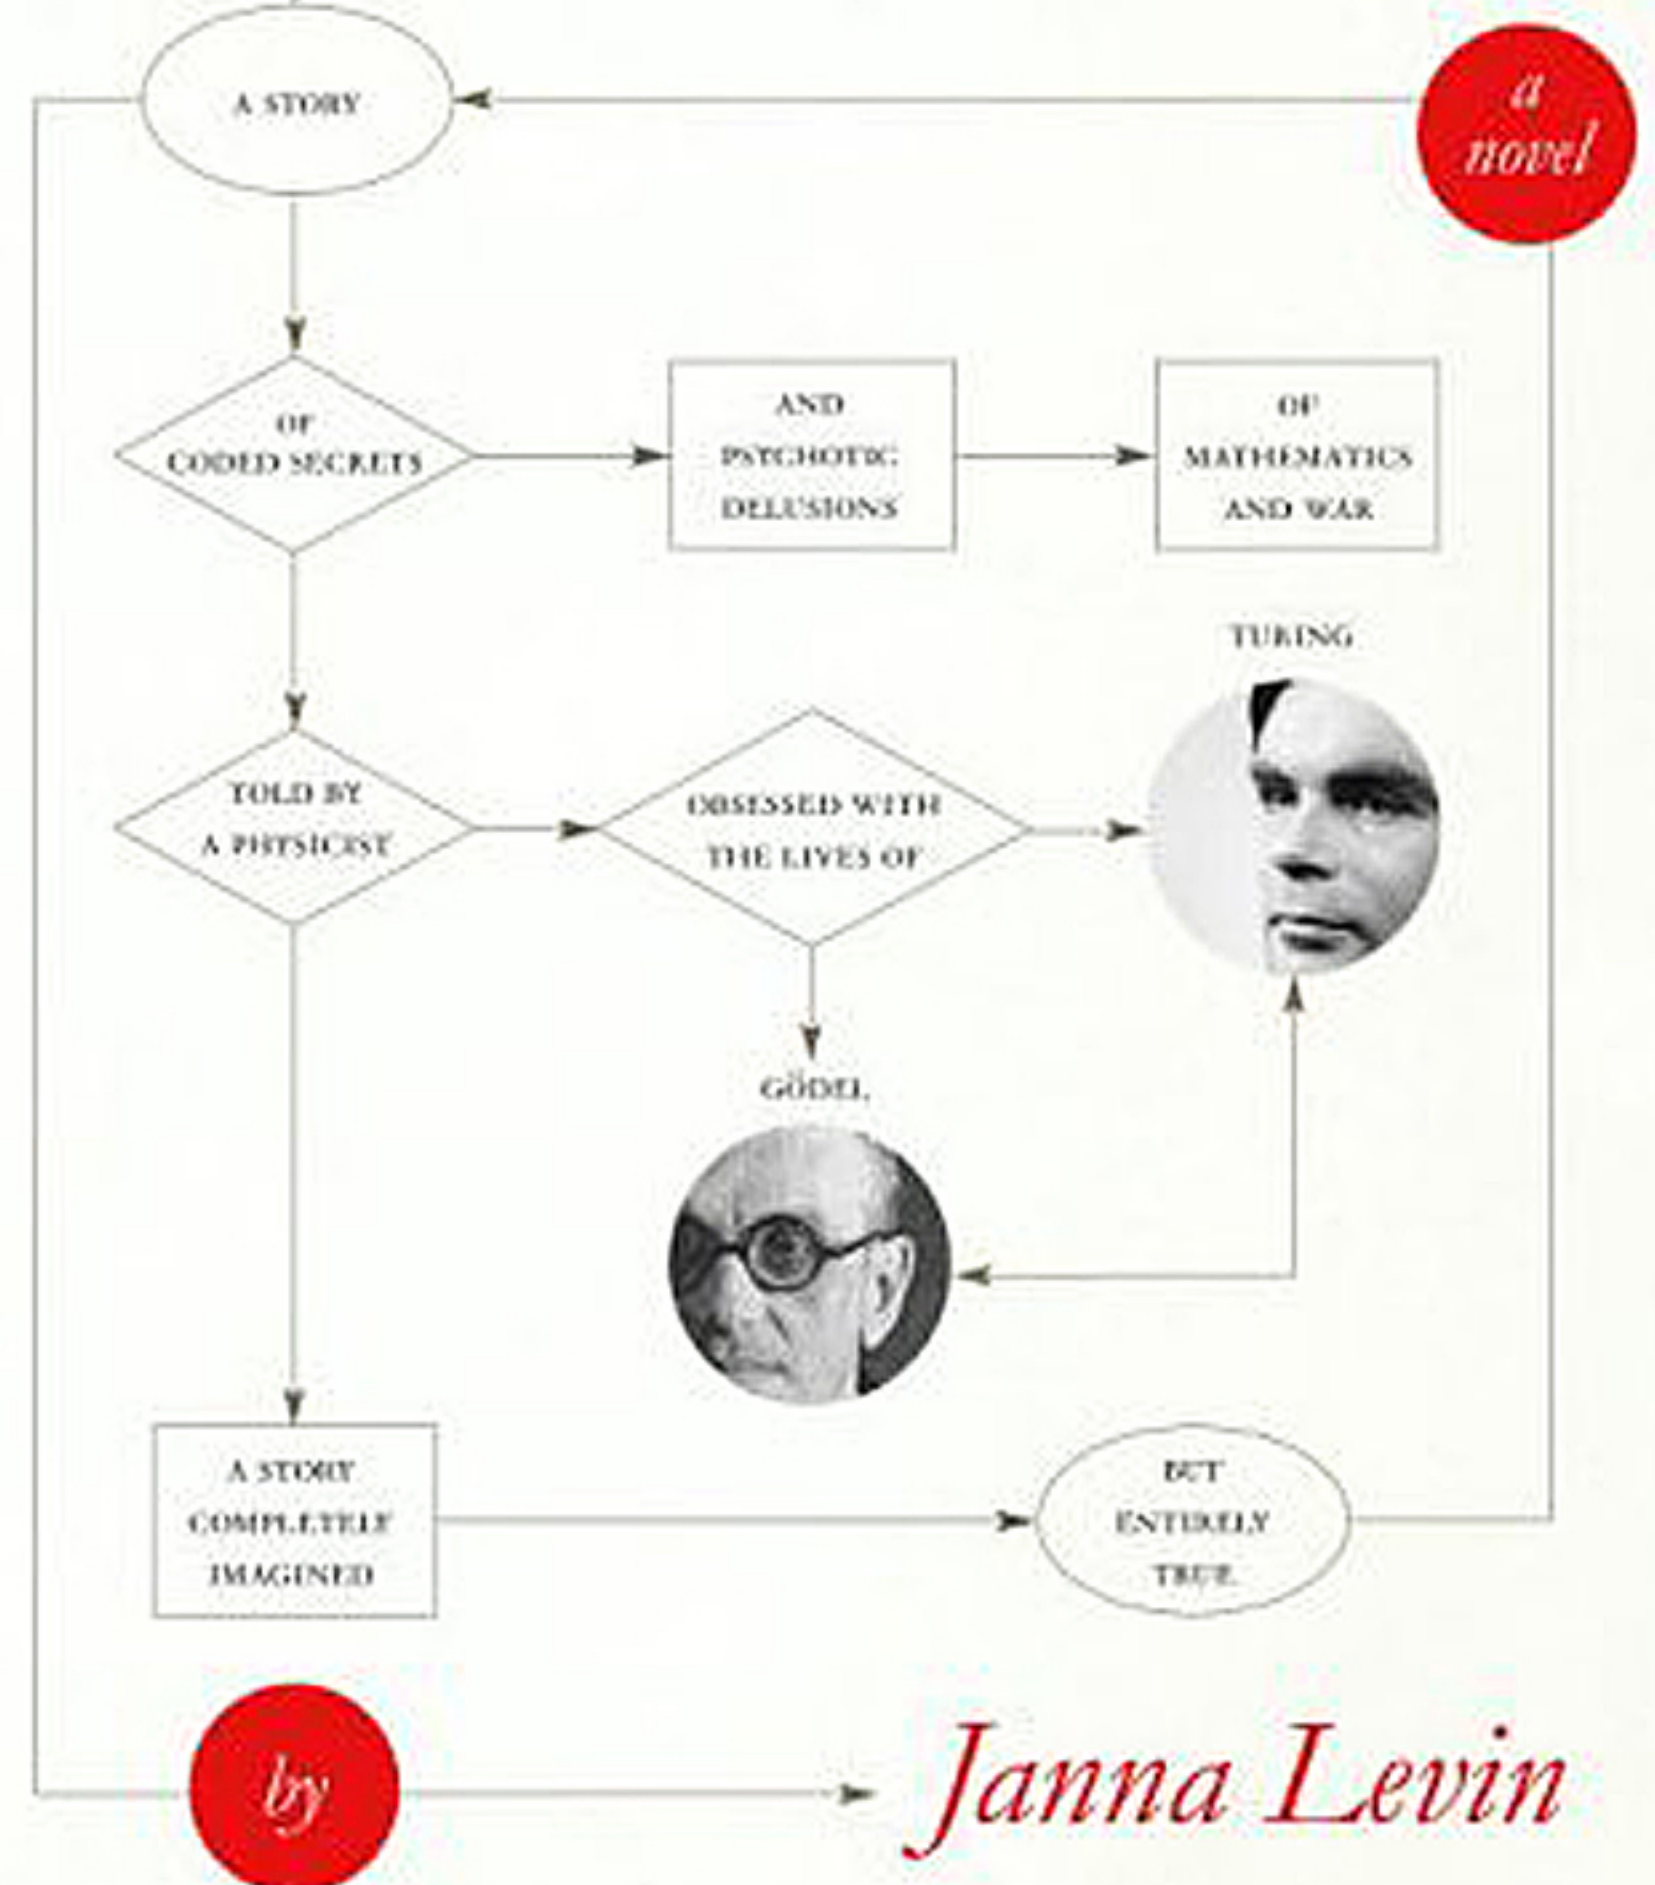 A STORY
a
novel
OF
CODED SECRETS
AND
PSYCHOTIC
DELUSIONS
OF
MATHEMATICS
AND WAR
TURING
TOLD BY
A PHYSICIST
OBSESSED WITH
THE LIVES OF
GÖDEL
A STORY
COMPLETELY
IMAGINED
BUT
ENTIRELY
TRUE
by
Janna Levin